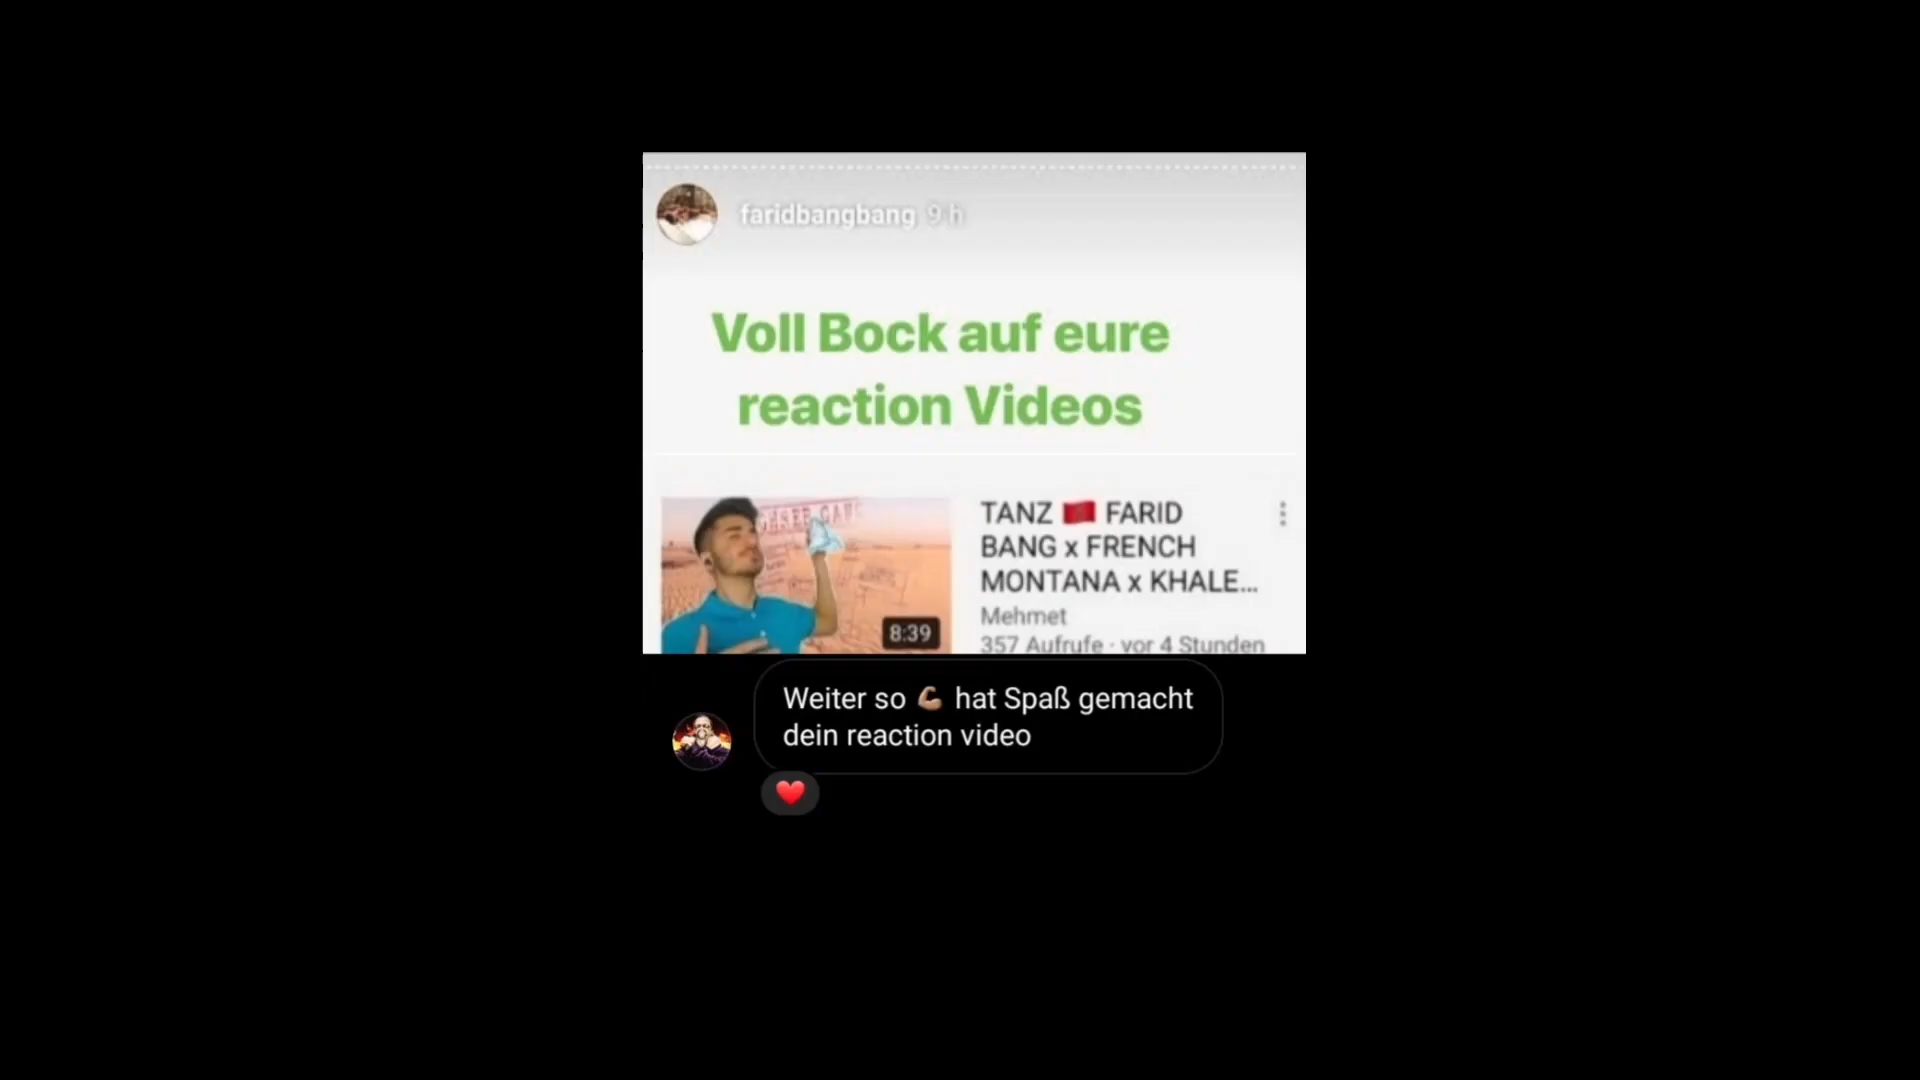 faridbangbang 9 h
Voll Bock auf eure
reaction Videos
TANZ 🇲🇦 FARID
BANG x FRENCH
MONTANA x KHALE...
8:39
Mehmet
357 Aufrufe · vor 4 Stunden
Weiter so 💪🏽 hat Spaß gemacht
dein reaction video
❤️